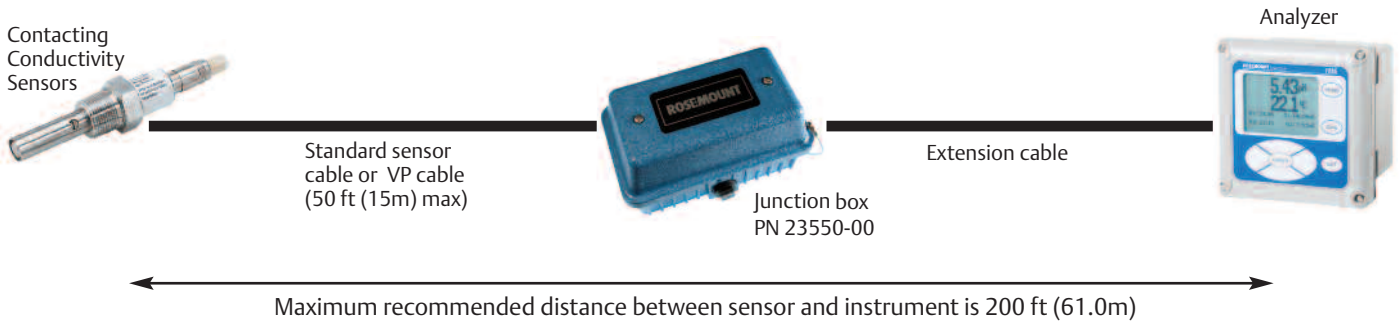 Contacting
Conductivity
Sensors
Analyzer
ROSEMOUNT
5.43
22.1
Standard sensor
cable or VP cable
(50 ft (15m) max)
Extension cable
Junction box
PN 23550-00
Maximum recommended distance between sensor and instrument is 200 ft (61.0m)